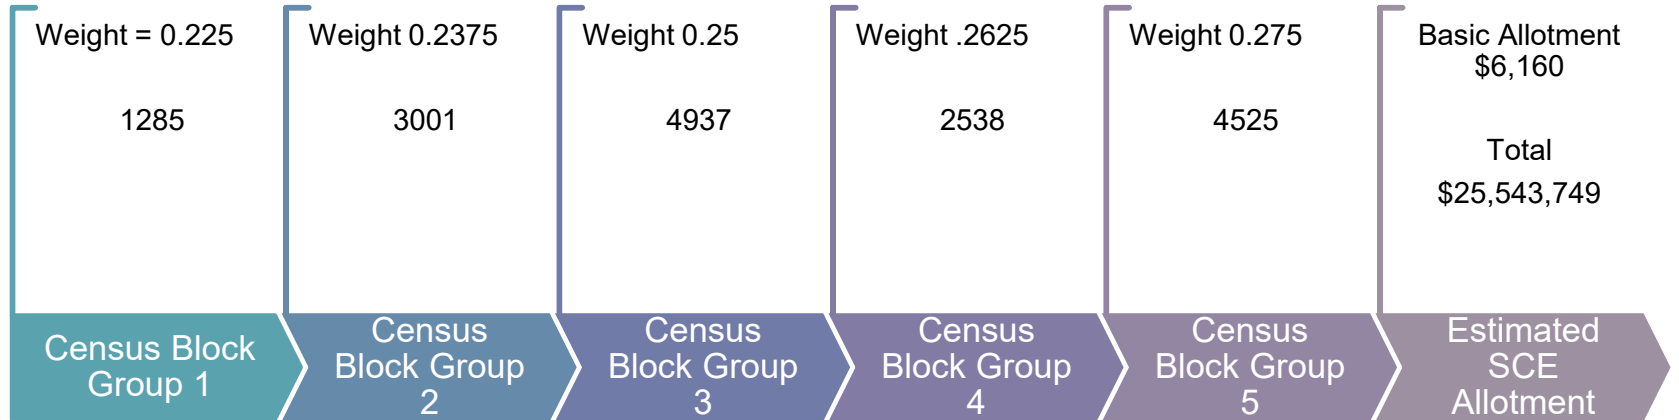 Weight = 0.225
1285
Census Block
Group 1
Weight 0.2375
3001
Census
Block Group
2
Weight 0.25
4937
Census
Block Group
3
Weight .2625
2538
Census
Block Group
4
Weight 0.275
4525
Census
Block Group
5
Basic Allotment
$6,160
Total
$25,543,749
Estimated
SCE
Allotment